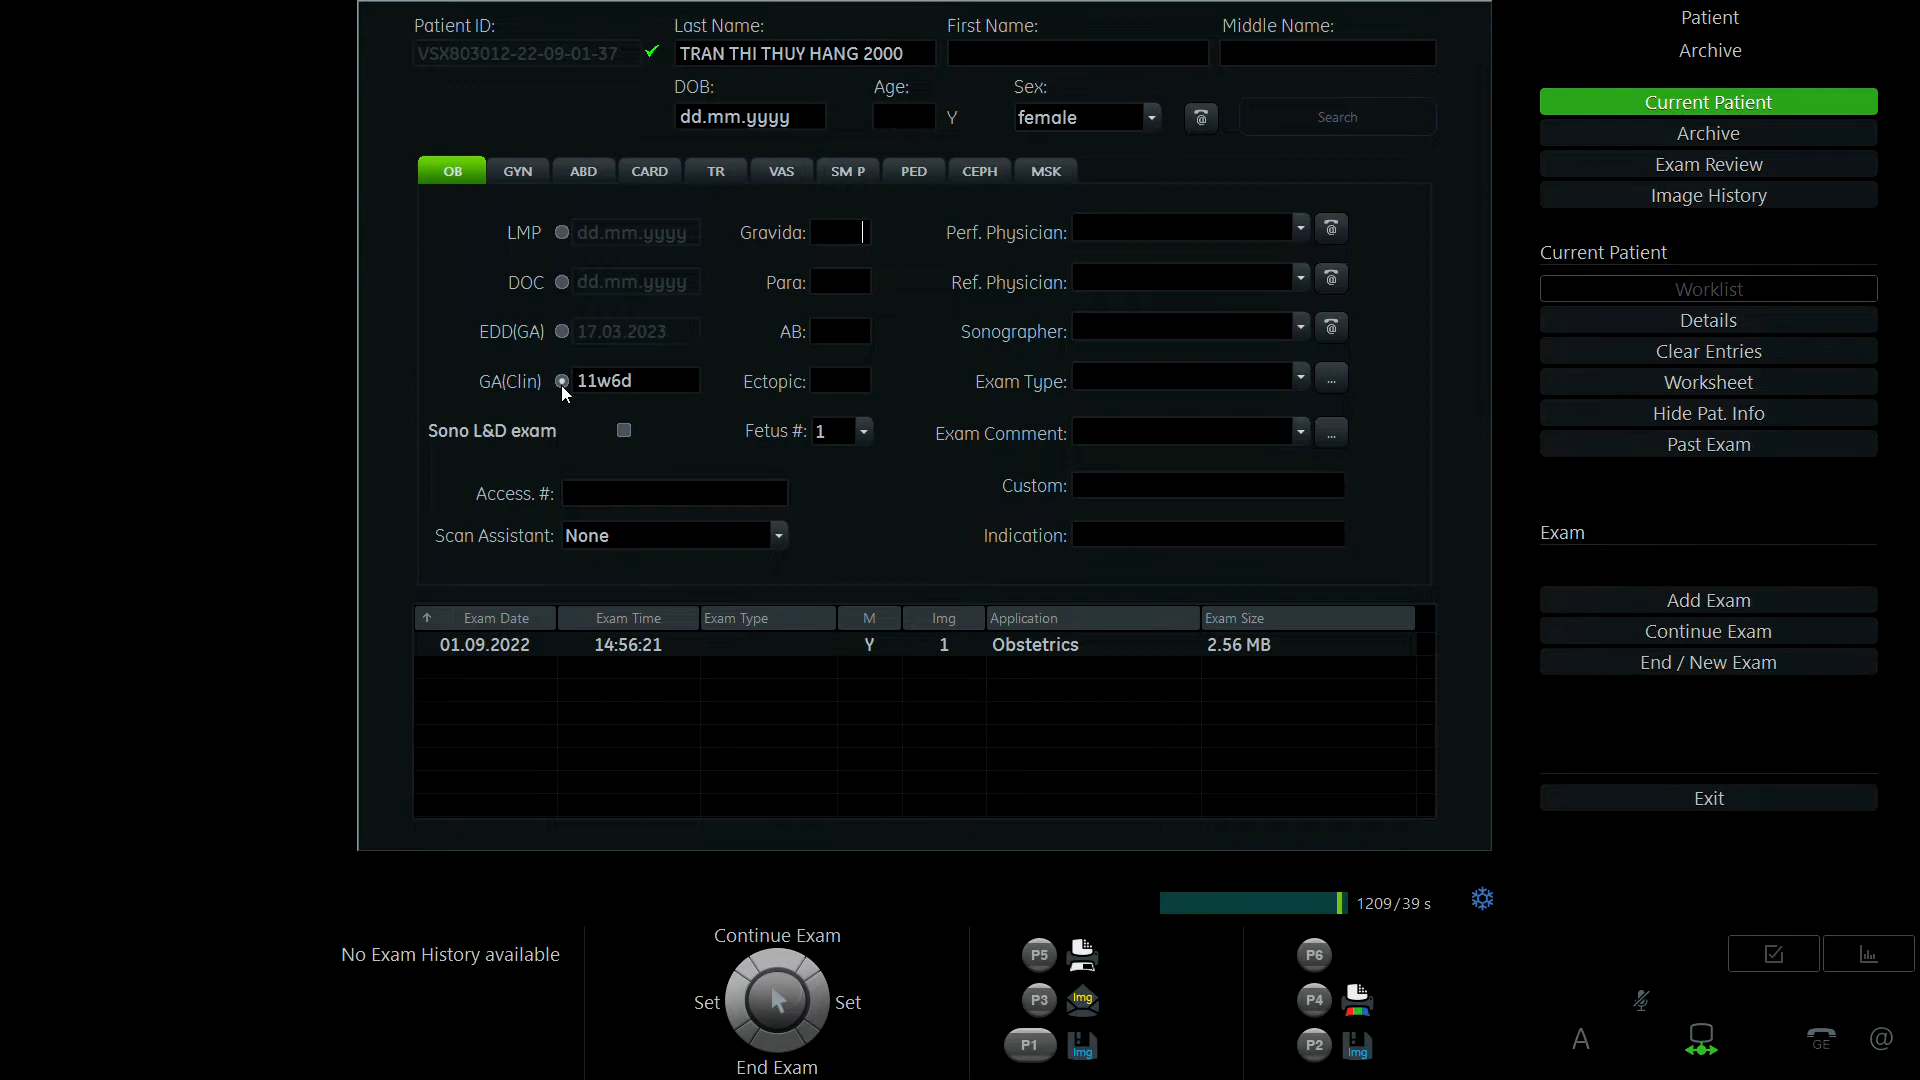 Patient ID: Last Name: First Name: Middle Name:
VSX803012-22-09-01-37 TRAN THI THUY HANG 2000
DOB: Age: Sex:
dd.mm.yyyy Y female @ Search
OB GYN ABD CARD TR VAS SM P PED CEPH MSK
LMP dd.mm.yyyy Gravida: Perf. Physician: @
DOC dd.mm.yyyy Para: Ref. Physician: @
EDD(GA) 17.03.2023 AB: Sonographer: @
GA(Clin) 11w6d Ectopic: Exam Type: ...
Sono L&D exam Fetus #: 1 Exam Comment: ...
Access. #: Custom:
Scan Assistant: None Indication:
Exam Date Exam Time Exam Type M Img Application Exam Size
01.09.2022 14:56:21 Y 1 Obstetrics 2.56 MB
Patient
Archive
Current Patient
Archive
Exam Review
Image History
Current Patient
Worklist
Details
Clear Entries
Worksheet
Hide Pat. Info
Past Exam
Exam
Add Exam
Continue Exam
End / New Exam
Exit
1209/39 s
No Exam History available
Continue Exam
Set Set
End Exam
P5 P6
P3 Img P4
P1 Img P2 Img
A GE @